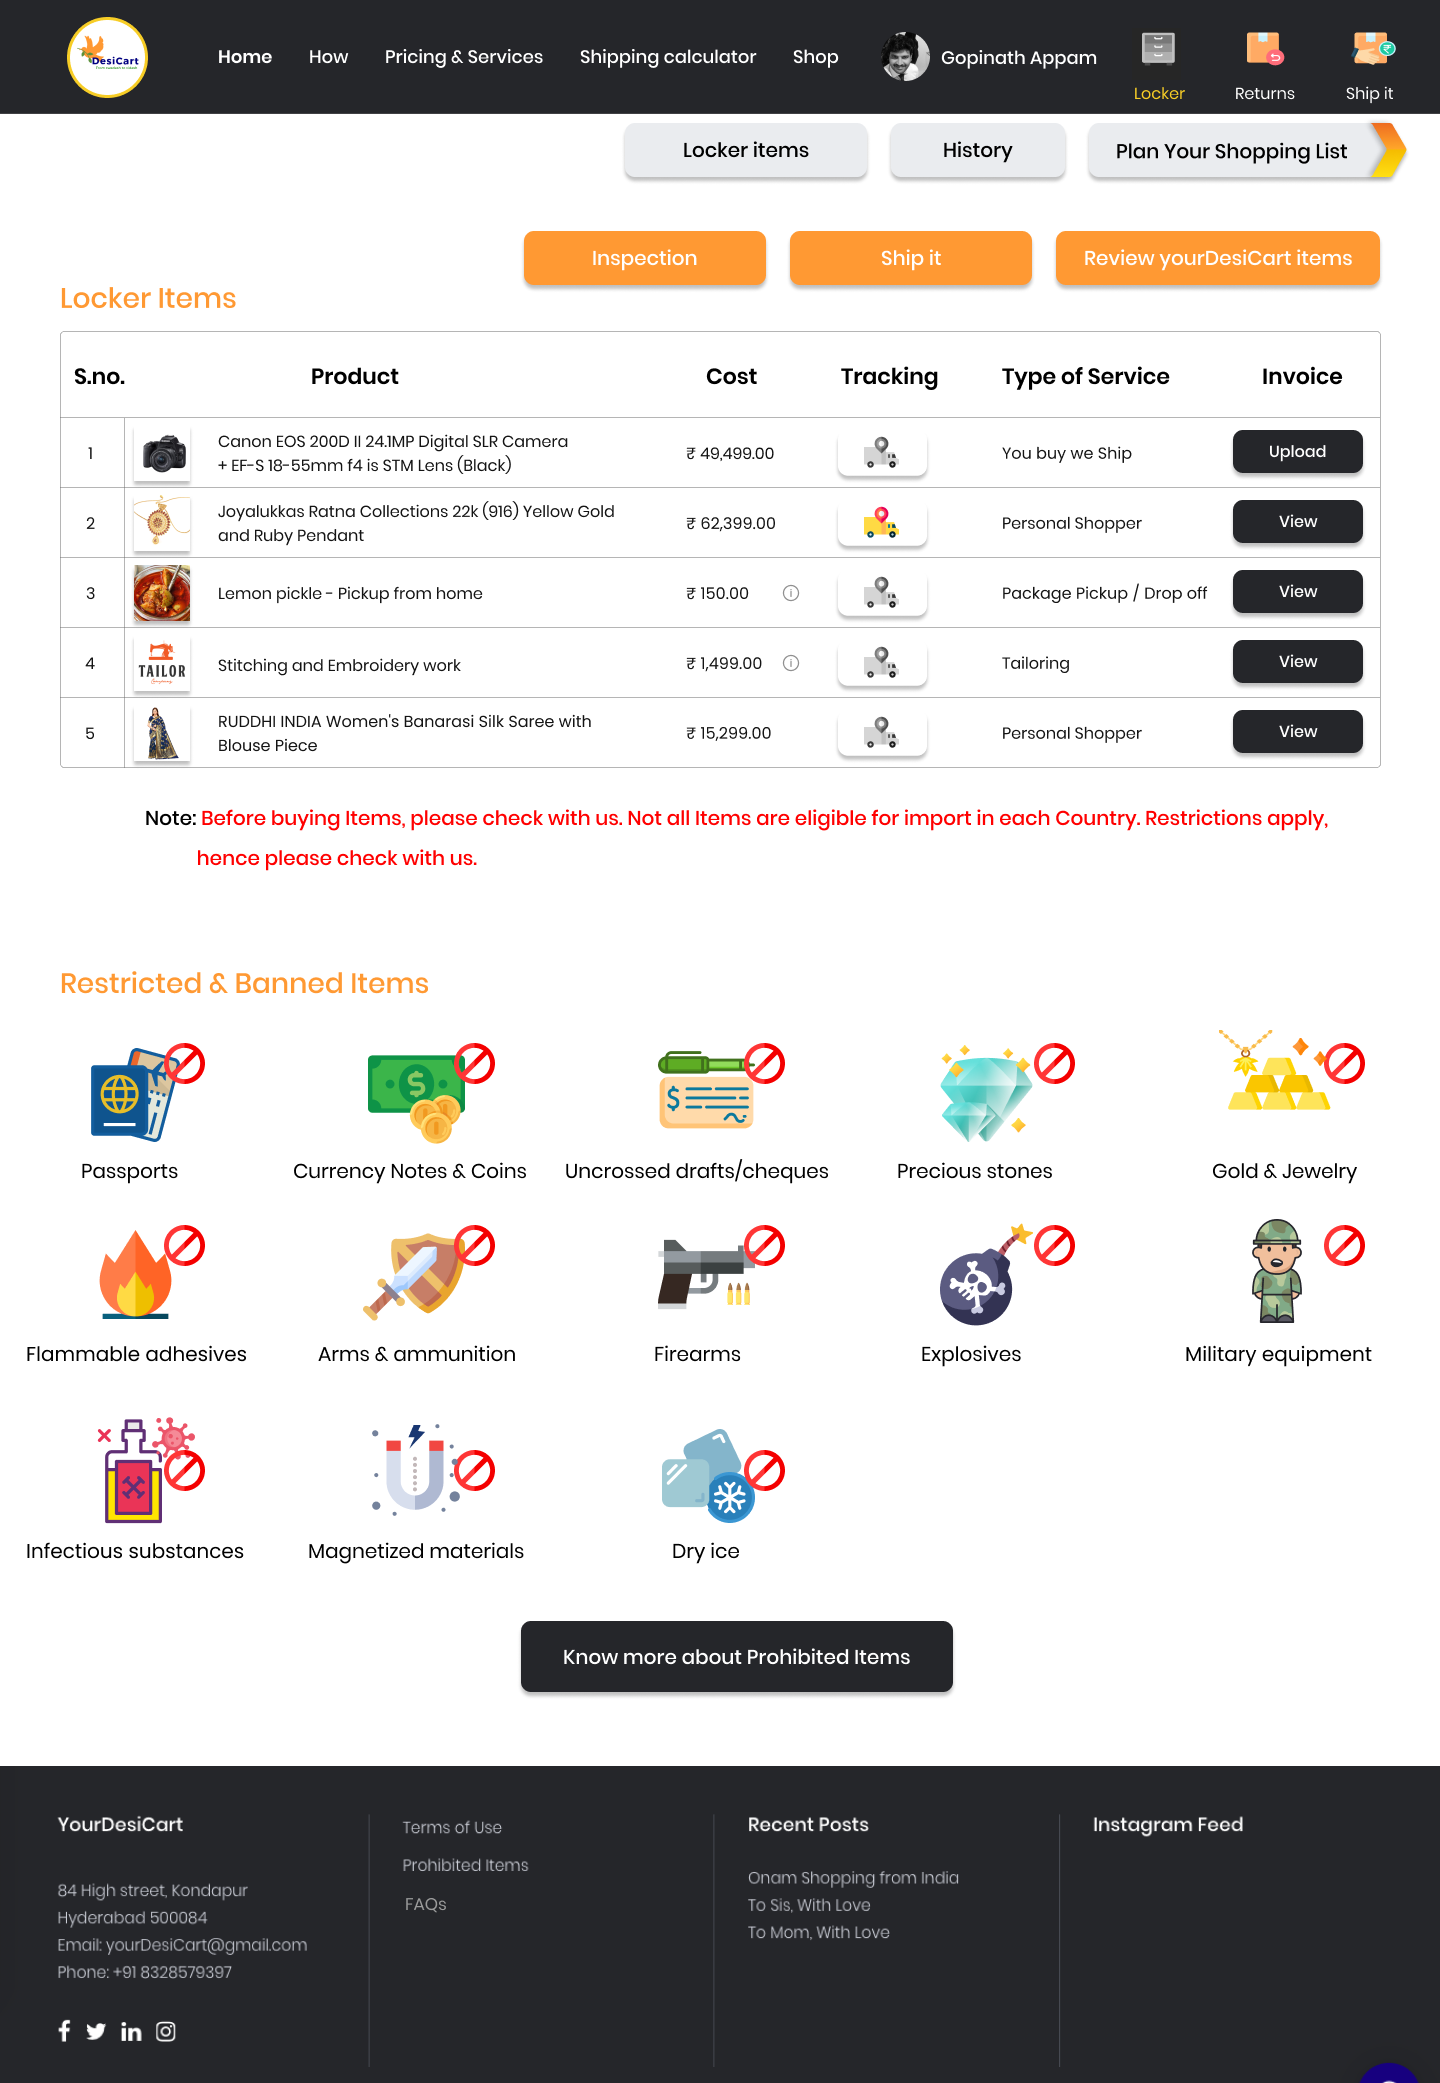 DesiCart
Home
How
Pricing & Services
Shipping calculator
Shop
Gopinath Appam
Locker
Returns
Ship it
Locker items
History
Plan Your Shopping List
Inspection
Ship it
Review yourDesiCart items
Locker Items
S.no.
Product
Cost
Tracking
Type of Service
Invoice
1
Canon EOS 200D II 24.1MP Digital SLR Camera
+ EF-S 18-55mm f4 is STM Lens (Black)
₹ 49,499.00
You buy we Ship
Upload
2
Joyalukkas Ratna Collections 22k (916) Yellow Gold
and Ruby Pendant
₹ 62,399.00
Personal Shopper
View
3
Lemon pickle - Pickup from home
₹ 150.00
Package Pickup / Drop off
View
4
TAILOR
Stitching and Embroidery work
₹ 1,499.00
Tailoring
View
5
RUDDHI INDIA Women's Banarasi Silk Saree with
Blouse Piece
₹ 15,299.00
Personal Shopper
View
Note: Before buying Items, please check with us. Not all Items are eligible for import in each Country. Restrictions apply,
hence please check with us.
Restricted & Banned Items
Passports
Currency Notes & Coins
Uncrossed drafts/cheques
Precious stones
Gold & Jewelry
Flammable adhesives
Arms & ammunition
Firearms
Explosives
Military equipment
Infectious substances
Magnetized materials
Dry ice
Know more about Prohibited Items
YourDesiCart
84 High street, Kondapur
Hyderabad 500084
Email: yourDesiCart@gmail.com
Phone: +91 8328579397
Terms of Use
Prohibited Items
FAQs
Recent Posts
Onam Shopping from India
To Sis, With Love
To Mom, With Love
Instagram Feed